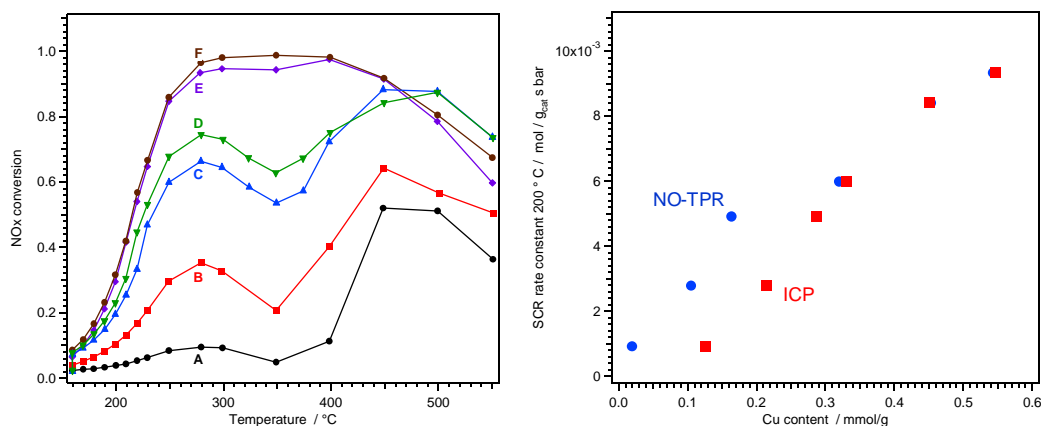 1.0
0.8
0.6
0.4
0.2
0.0
NOx conversion
200
300
400
500
Temperature / °C
F
E
D
C
B
A
10x10⁻³
8
6
4
2
0
SCR rate constant 200 ° C / mol / g_cat s bar
0.0
0.1
0.2
0.3
0.4
0.5
0.6
Cu content / mmol/g
NO-TPR
ICP